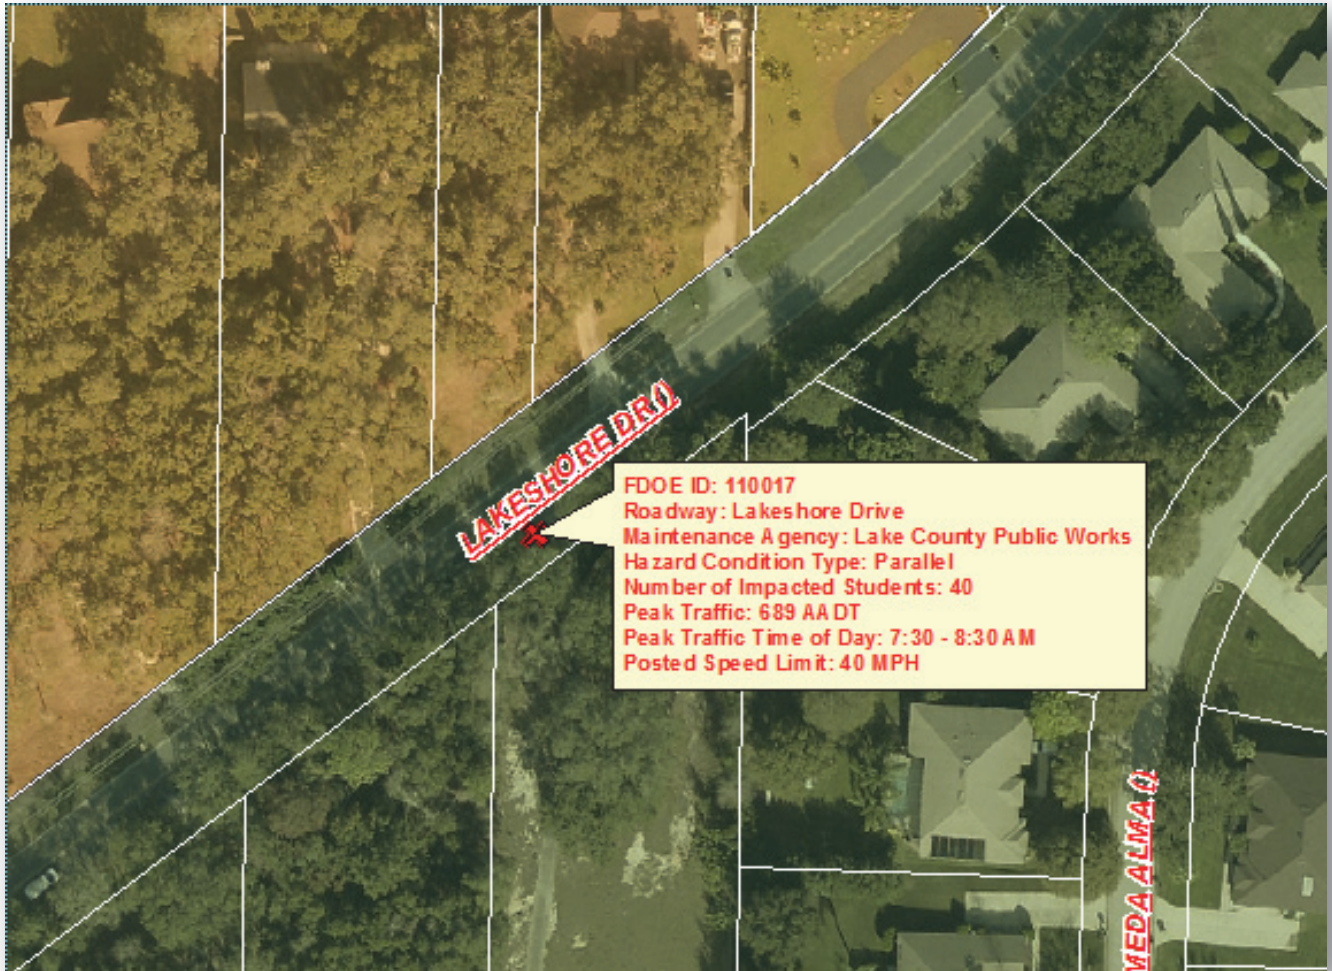 LAKESHORE DR ()
FDOE ID: 110017
Roadway: Lakeshore Drive
Maintenance Agency: Lake County Public Works
Hazard Condition Type: Parallel
Number of Impacted Students: 40
Peak Traffic: 689 AADT
Peak Traffic Time of Day: 7:30 - 8:30 AM
Posted Speed Limit: 40 MPH
MEDA ALMA ()